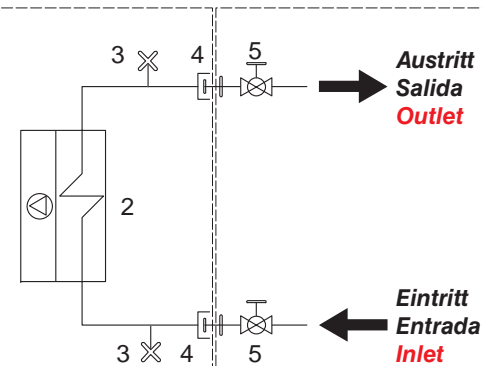 3 4 5
Austritt
Salida
Outlet
2
Eintritt
Entrada
Inlet
3 4 5